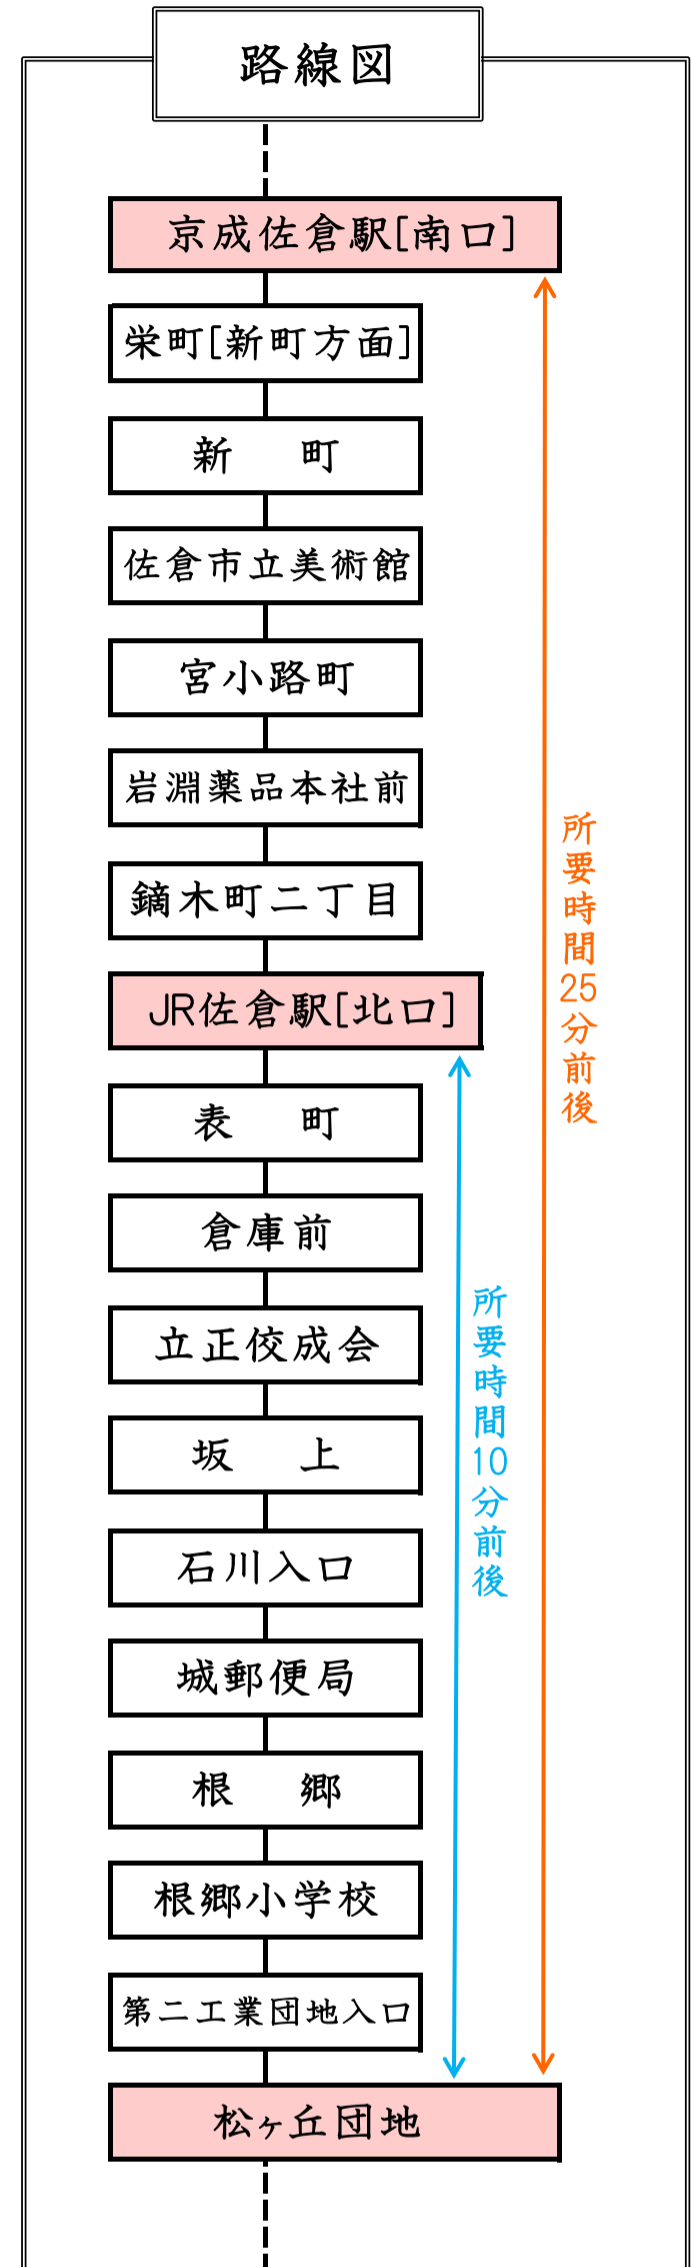 路線図
京成佐倉駅[南口]
栄町[新町方面]
新　町
佐倉市立美術館
宮小路町
岩淵薬品本社前
鏑木町二丁目
JR佐倉駅[北口]
表　町
倉庫前
立正佼成会
坂　上
石川入口
城郵便局
根　郷
根郷小学校
第二工業団地入口
松ヶ丘団地
所要時間25分前後
所要時間10分前後